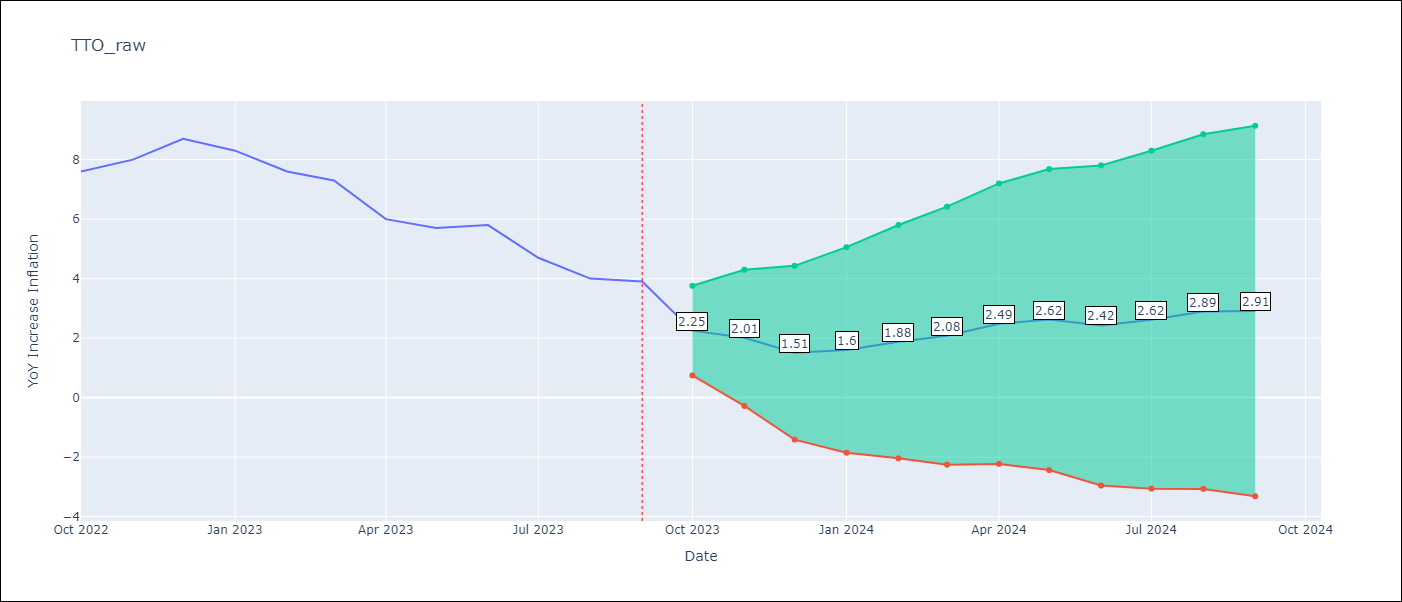 TTO_raw
YoY Increase Inflation
8
6
4
2
0
−2
−4
2.25
2.01
1.51
1.6
1.88
2.08
2.49
2.62
2.42
2.62
2.89
2.91
Oct 2022
Jan 2023
Apr 2023
Jul 2023
Oct 2023
Jan 2024
Apr 2024
Jul 2024
Oct 2024
Date